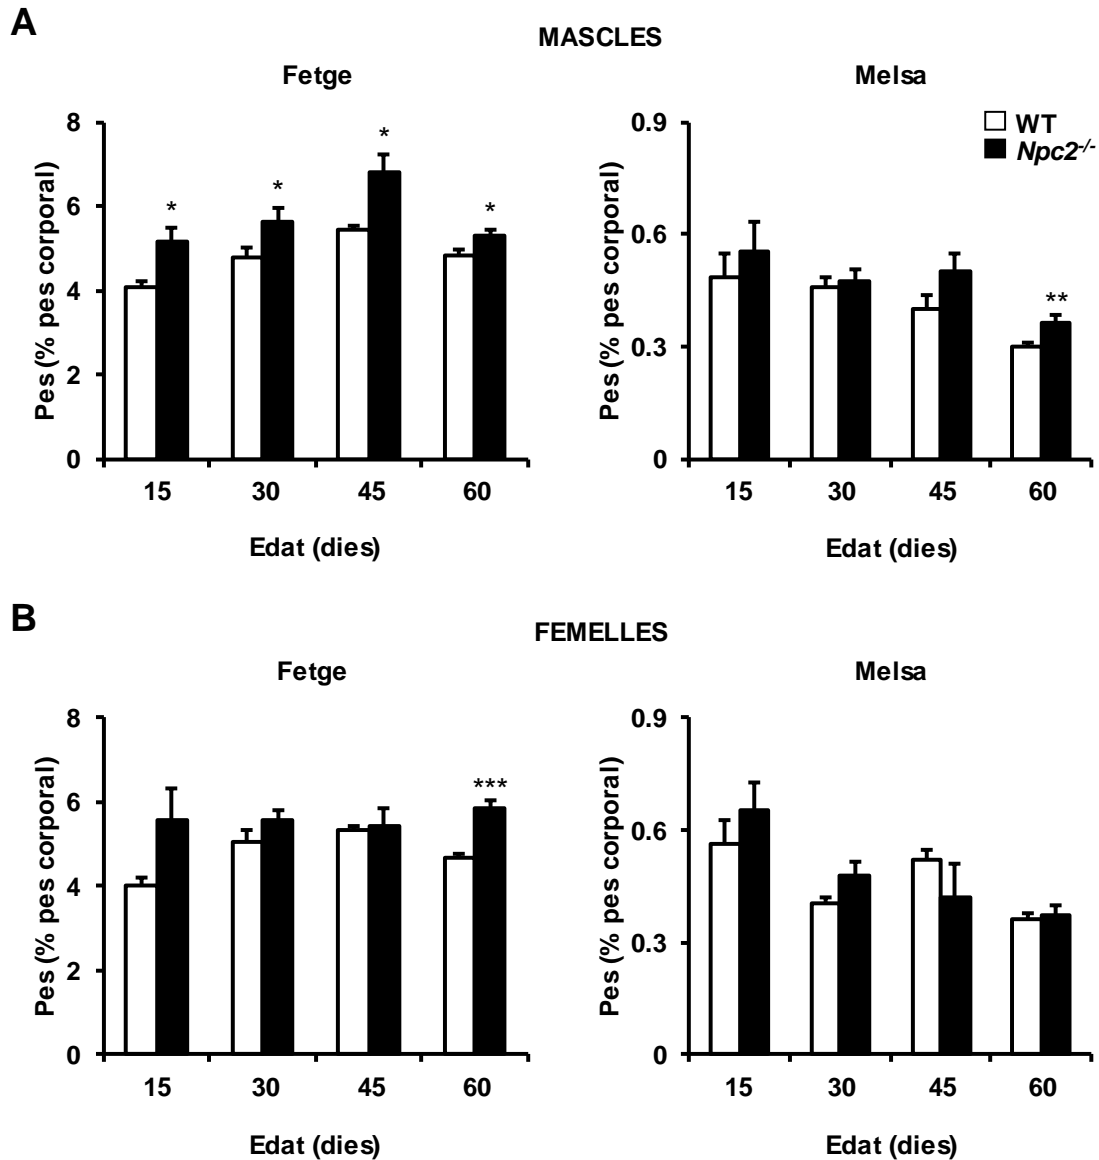 A
MASCLES
Fetge
Melsa
WT
Npc2-/-
Pes (% pes corporal)
8
6
4
2
0
*
*
*
*
15 30 45 60
Edat (dies)
Pes (% pes corporal)
0.9
0.6
0.3
0
**
15 30 45 60
Edat (dies)
B
FEMELLES
Fetge
Melsa
Pes (% pes corporal)
8
6
4
2
0
***
15 30 45 60
Edat (dies)
Pes (% pes corporal)
0.9
0.6
0.3
0
15 30 45 60
Edat (dies)